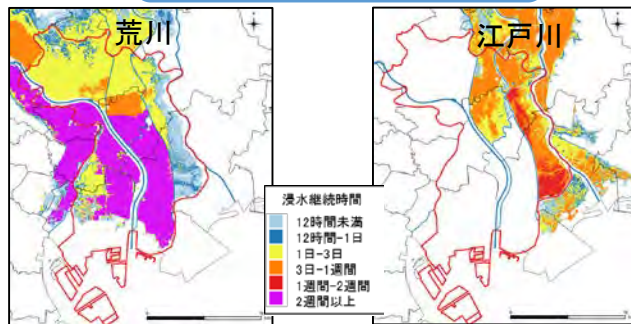 荒川
江戸川
浸水継続時間
12時間未満
12時間-1日
1日-3日
3日-1週間
1週間-2週間
2週間以上